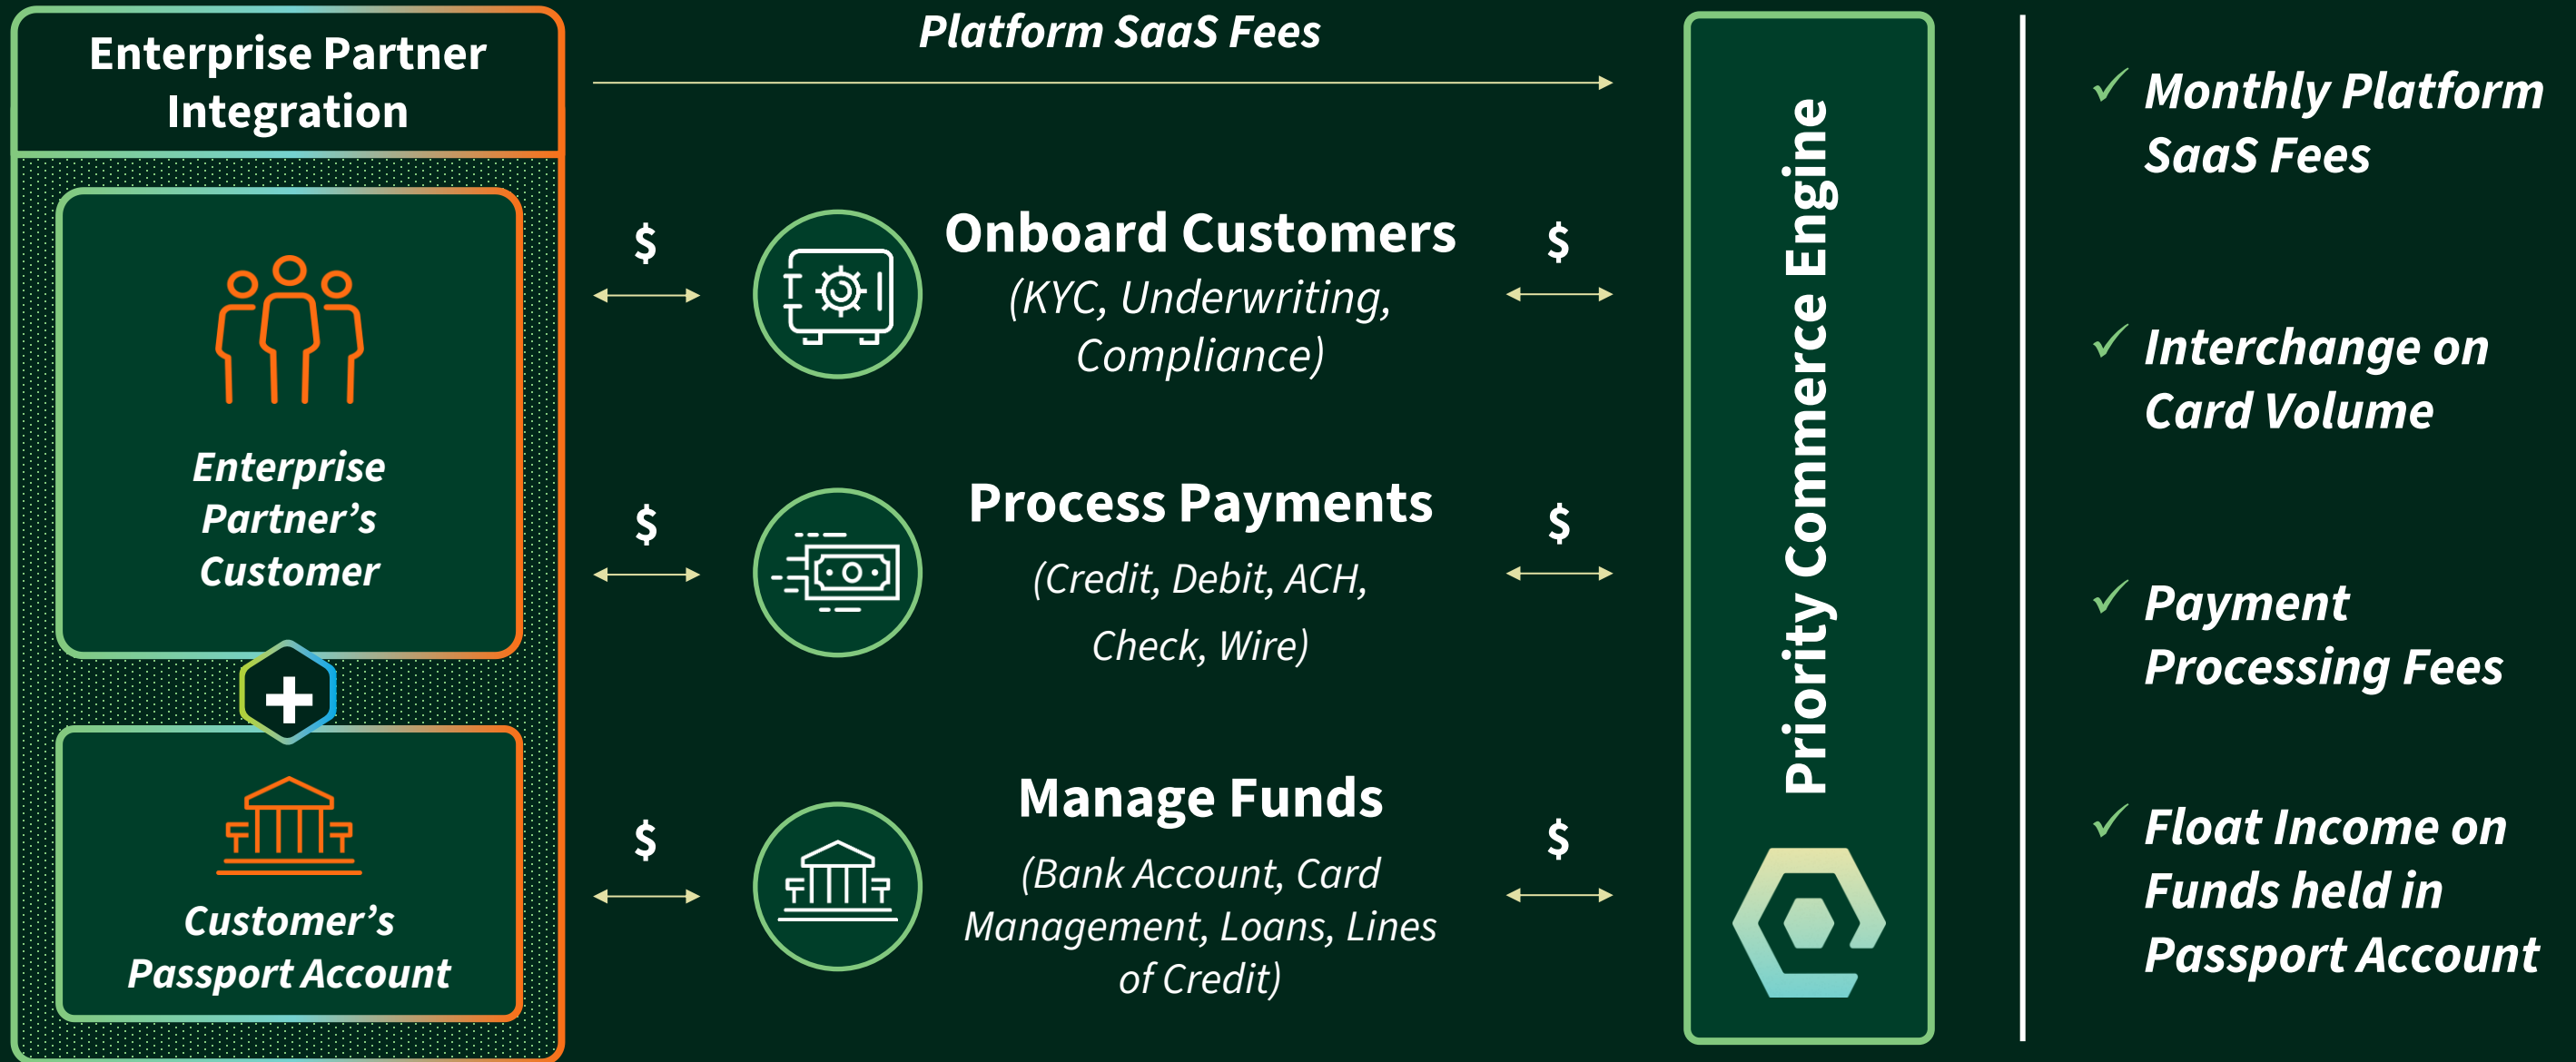 Enterprise Partner
Integration
Enterprise
Partner’s
Customer
+
Customer’s
Passport Account
Platform SaaS Fees
$
Onboard Customers
(KYC, Underwriting,
Compliance)
$
$
Process Payments
(Credit, Debit, ACH,
Check, Wire)
$
$
Manage Funds
(Bank Account, Card
Management, Loans, Lines
of Credit)
$
Priority Commerce Engine
✓ Monthly Platform
SaaS Fees
✓ Interchange on
Card Volume
✓ Payment
Processing Fees
✓ Float Income on
Funds held in
Passport Account